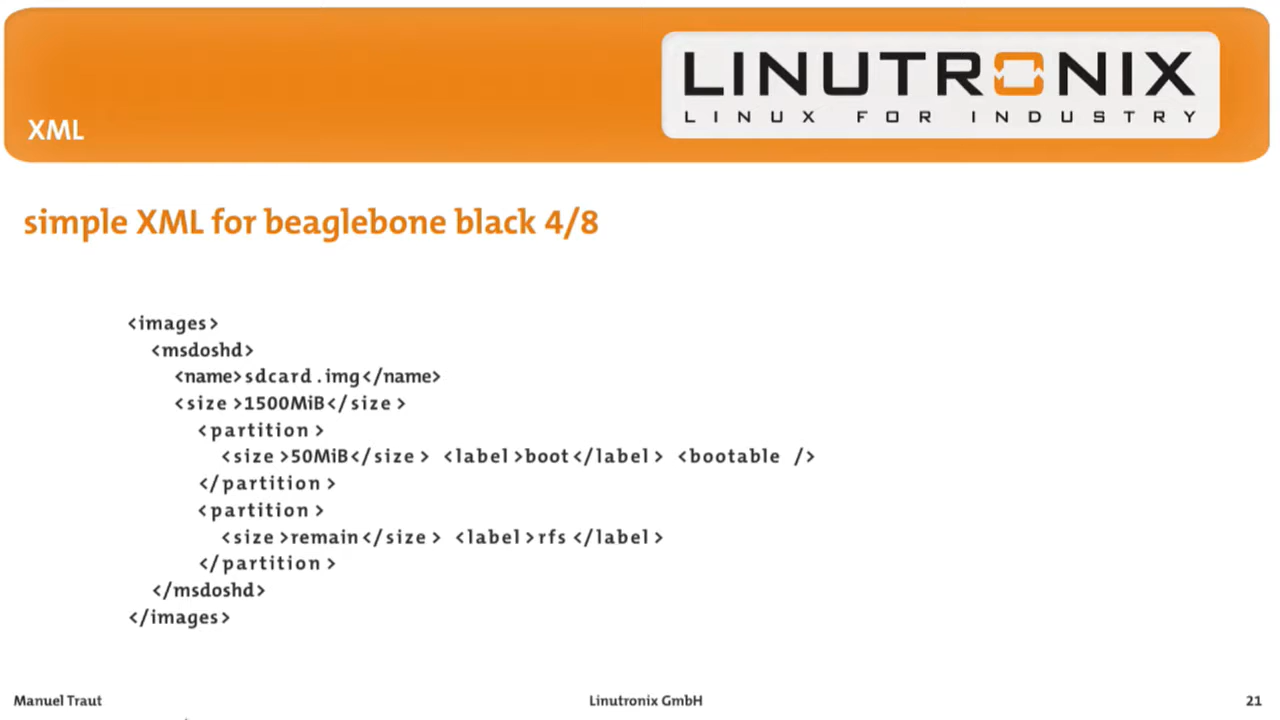 LINUTRONIX
LINUX FOR INDUSTRY
XML
simple XML for beaglebone black 4/8
<images>
<msdoshd>
<name>sdcard.img</name>
<size>1500MiB</size>
<partition>
<size>50MiB</size> <label>boot</label> <bootable />
</partition>
<partition>
<size>remain</size> <label>rfs</label>
</partition>
</msdoshd>
</images>
Manuel Traut Linutronix GmbH 21